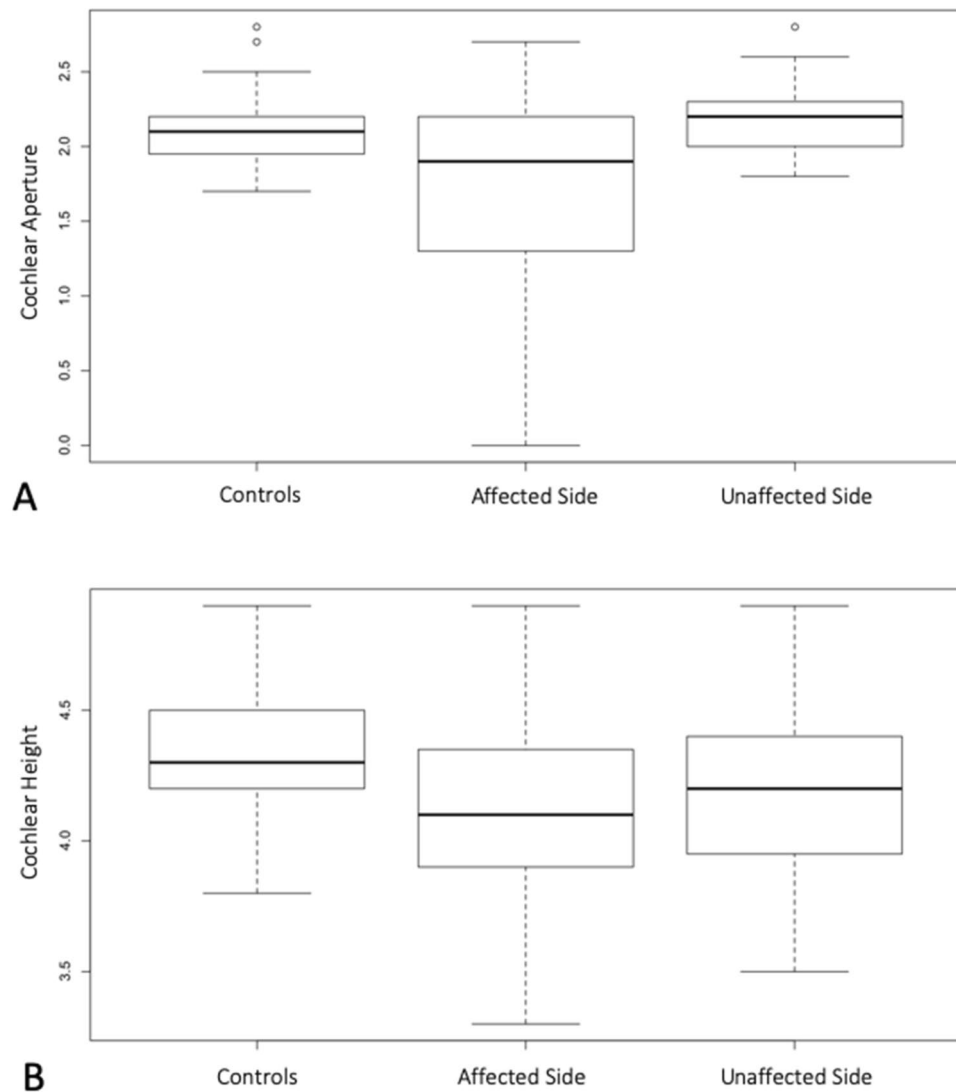 Cochlear Aperture
2.5
2.0
1.5
1.0
0.5
0.0
A
Controls Affected Side Unaffected Side
Cochlear Height
4.5
4.0
3.5
B
Controls Affected Side Unaffected Side